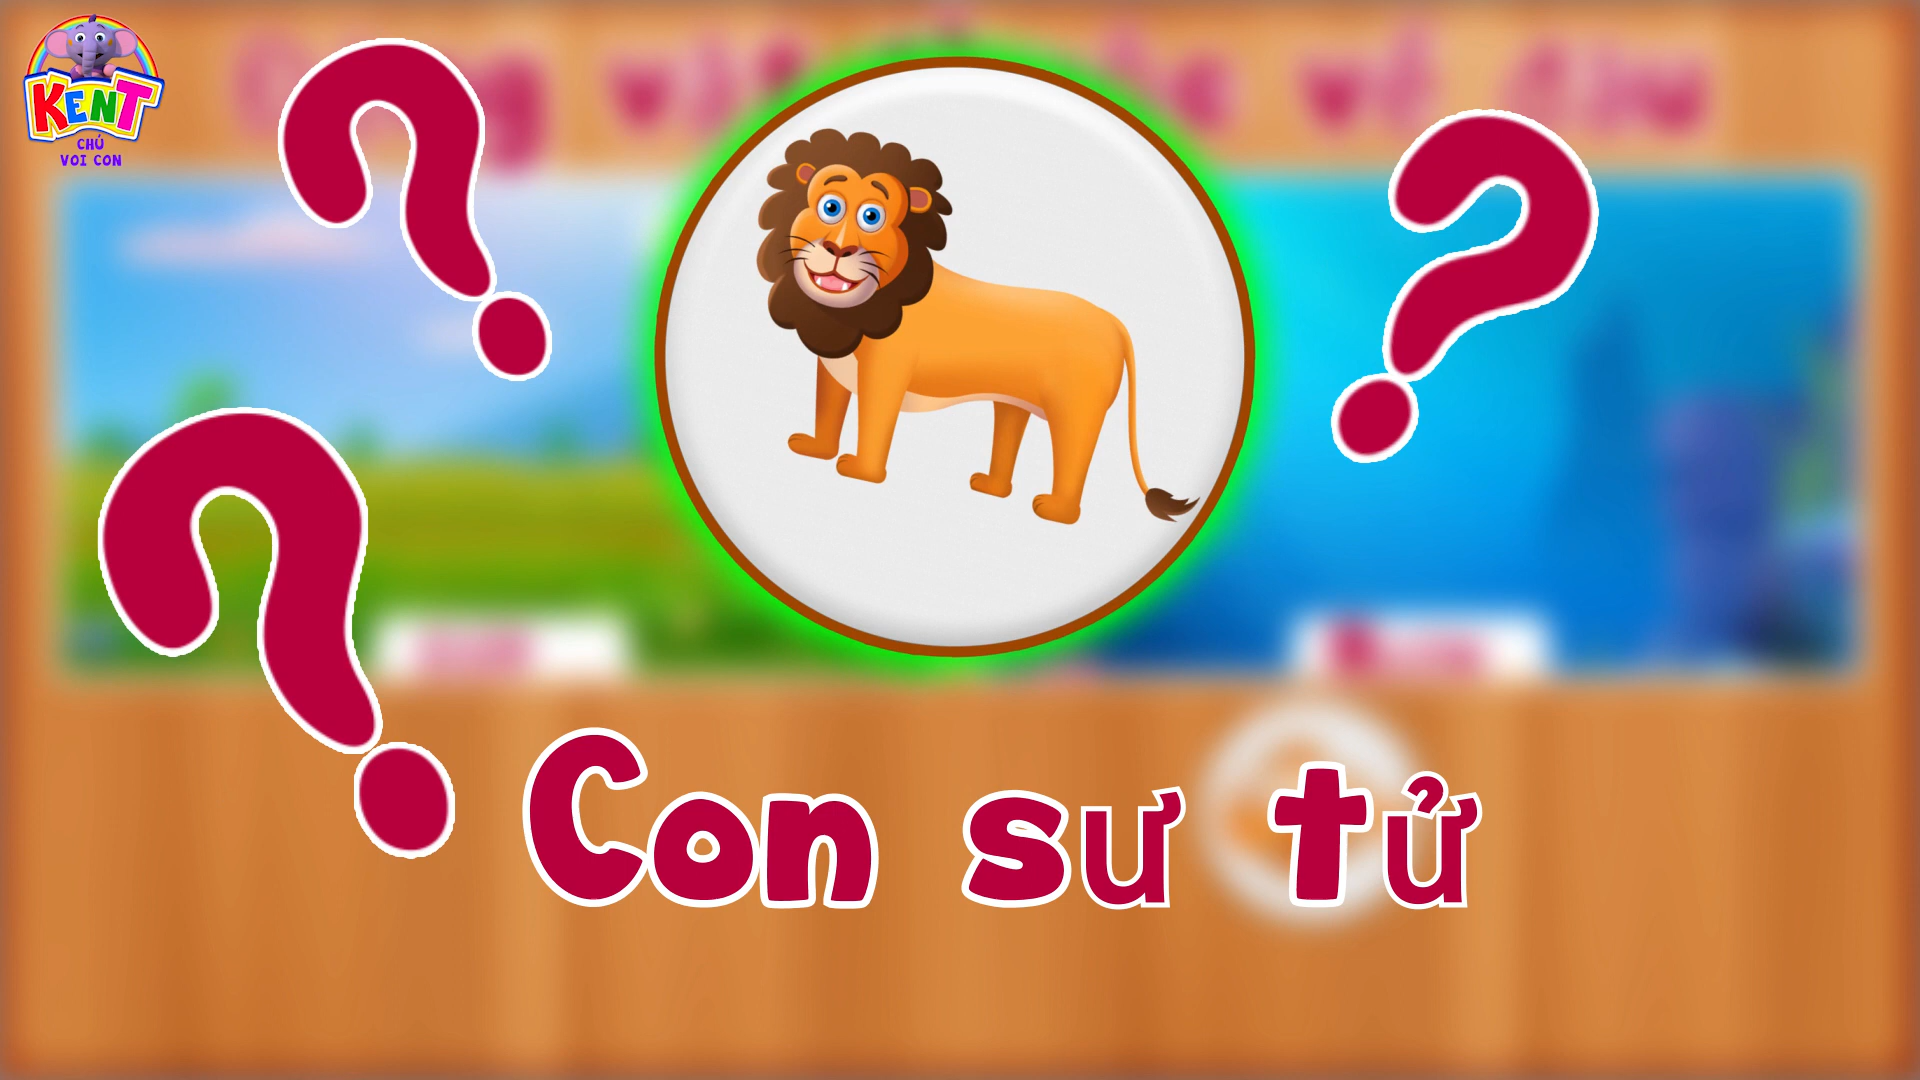 KENT
CHÚ
VOI CON
? ? ?
Con sư tử